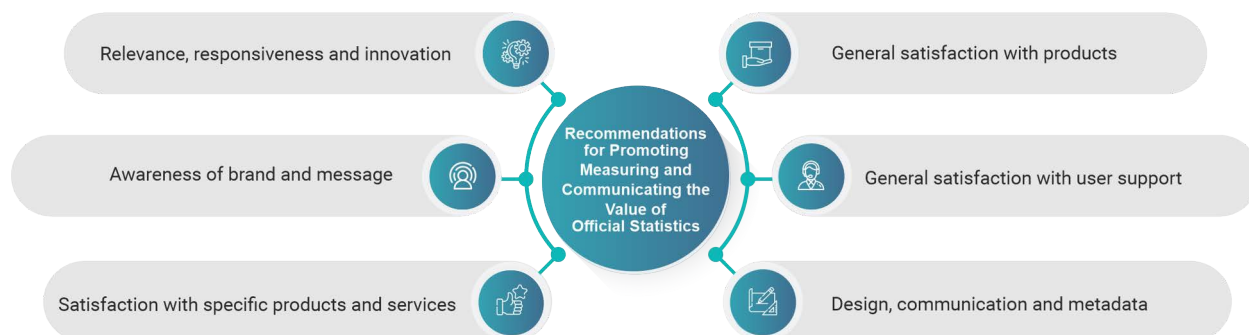 Relevance, responsiveness and innovation
General satisfaction with products
Recommendations
for Promoting
Measuring and
Communicating the
Value of
Official Statistics
Awareness of brand and message
General satisfaction with user support
Satisfaction with specific products and services
Design, communication and metadata